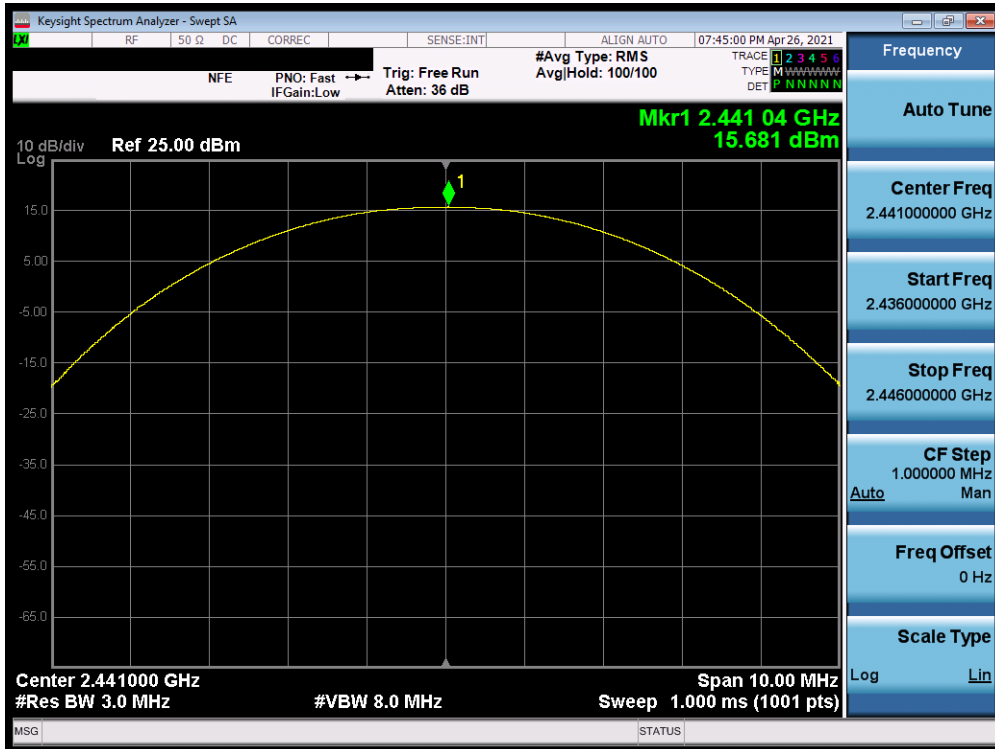 Keysight Spectrum Analyzer - Swept SA
LXI RF 50 Ω DC CORREC SENSE:INT ALIGN AUTO 07:45:00 PM Apr 26, 2021
NFE PNO: Fast IFGain:Low Trig: Free Run Atten: 36 dB #Avg Type: RMS Avg|Hold: 100/100
TRACE 1 2 3 4 5 6
TYPE M WWWWW
DET P N N N N N
Mkr1 2.441 04 GHz
15.681 dBm
10 dB/div Ref 25.00 dBm
Log
1
15.0
5.00
-5.00
-15.0
-25.0
-35.0
-45.0
-55.0
-65.0
Center 2.441000 GHz Span 10.00 MHz
#Res BW 3.0 MHz #VBW 8.0 MHz Sweep 1.000 ms (1001 pts)
MSG STATUS
Frequency
Auto Tune
Center Freq
2.441000000 GHz
Start Freq
2.436000000 GHz
Stop Freq
2.446000000 GHz
CF Step
1.000000 MHz
Auto Man
Freq Offset
0 Hz
Scale Type
Log Lin